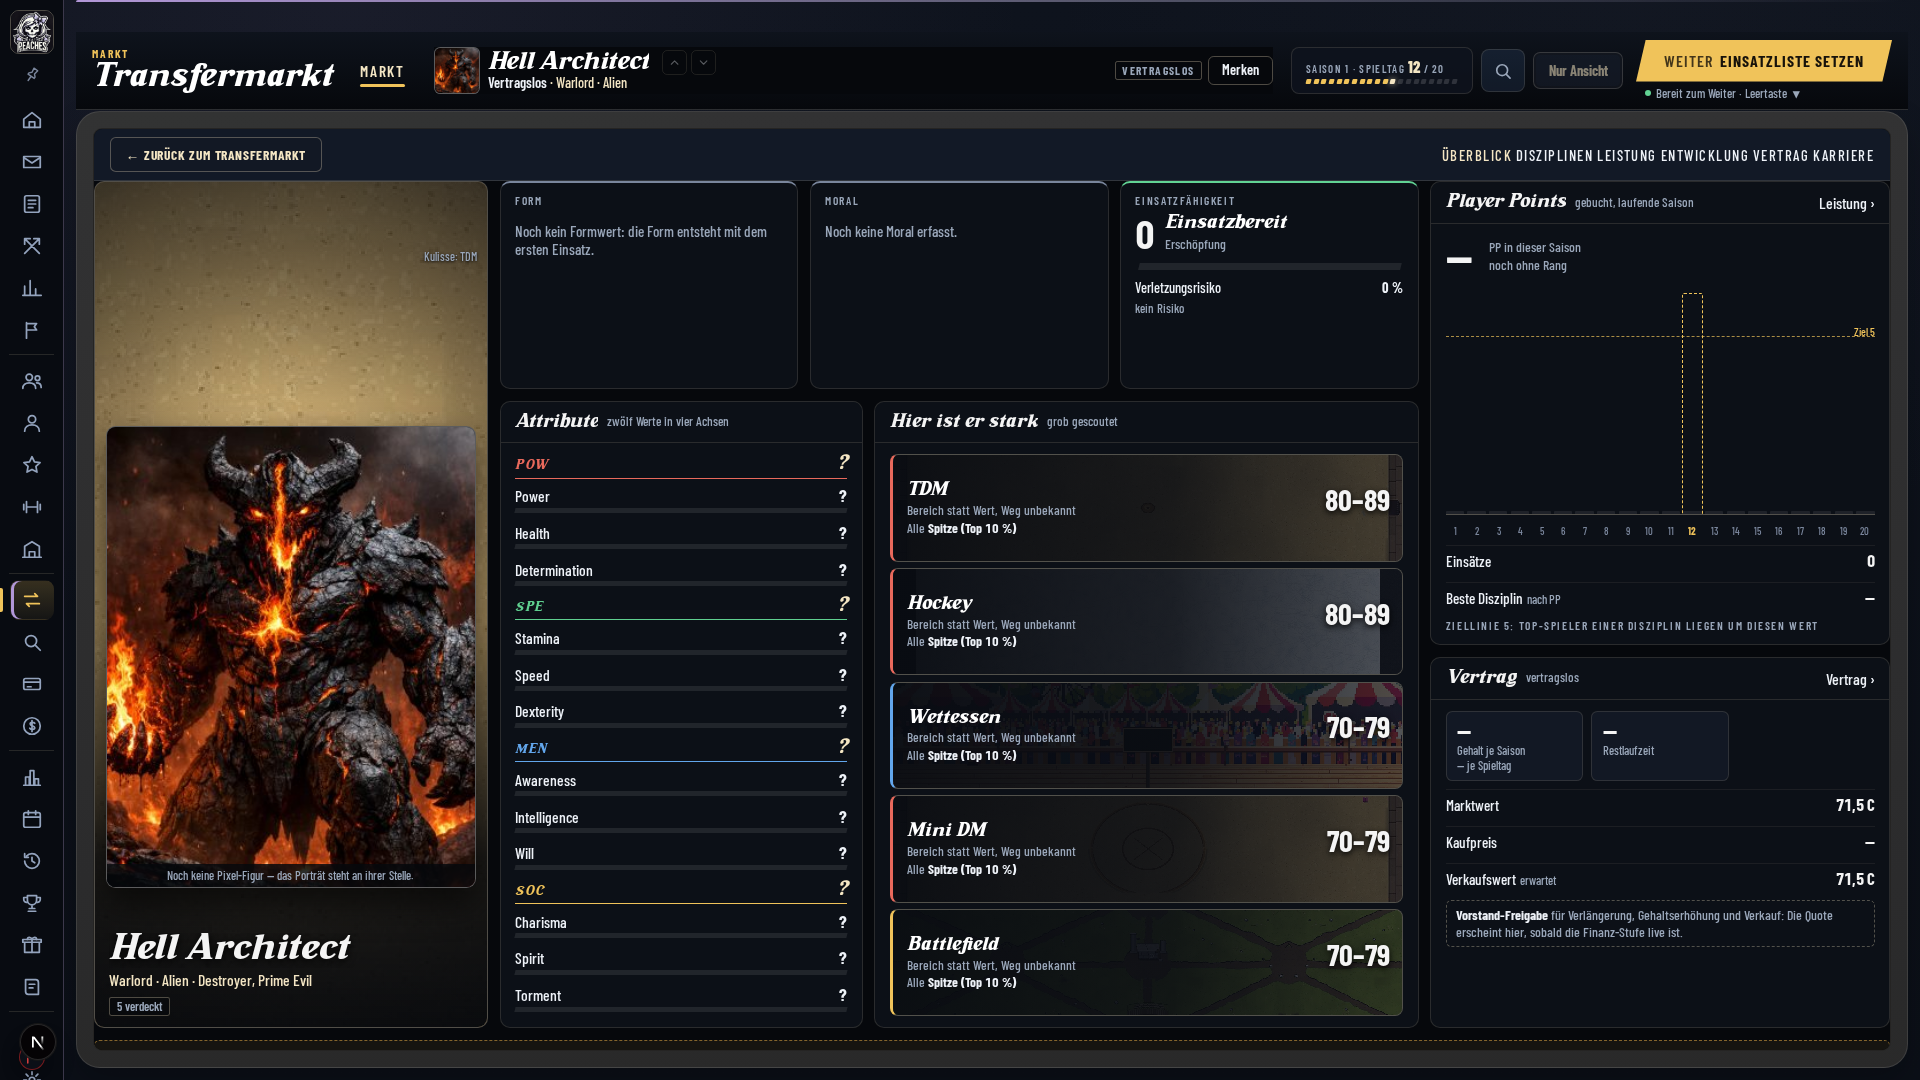 PEACHES
MARKT
Transfermarkt
MARKT
Hell Architect
Vertragslos · Warlord · Alien
VERTRAGSLOS
Merken
SAISON 1 · SPIELTAG 12 / 20
Nur Ansicht
WEITER EINSATZLISTE SETZEN
Bereit zum Weiter · Leertaste ▼
← ZURÜCK ZUM TRANSFERMARKT
ÜBERBLICK DISZIPLINEN LEISTUNG ENTWICKLUNG VERTRAG KARRIERE
Kulisse: TDM
Noch keine Pixel-Figur — das Porträt steht an ihrer Stelle.
Hell Architect
Warlord · Alien · Destroyer, Prime Evil
5 verdeckt
N
FORM
Noch kein Formwert: die Form entsteht mit dem
ersten Einsatz.
MORAL
Noch keine Moral erfasst.
EINSATZFÄHIGKEIT
0 Einsatzbereit
Erschöpfung
Verletzungsrisiko 0 %
kein Risiko
Attribute zwölf Werte in vier Achsen
POW ?
Power ?
Health ?
Determination ?
SPE ?
Stamina ?
Speed ?
Dexterity ?
MEN ?
Awareness ?
Intelligence ?
Will ?
SOC ?
Charisma ?
Spirit ?
Torment ?
Hier ist er stark grob gescoutet
TDM
Bereich statt Wert, Weg unbekannt
Alle Spitze (Top 10 %)
80–89
Hockey
Bereich statt Wert, Weg unbekannt
Alle Spitze (Top 10 %)
80–89
Wettessen
Bereich statt Wert, Weg unbekannt
Alle Spitze (Top 10 %)
70–79
Mini DM
Bereich statt Wert, Weg unbekannt
Alle Spitze (Top 10 %)
70–79
Battlefield
Bereich statt Wert, Weg unbekannt
Alle Spitze (Top 10 %)
70–79
Player Points gebucht, laufende Saison
Leistung ›
— PP in dieser Saison
noch ohne Rang
Ziel 5
1 2 3 4 5 6 7 8 9 10 11 12 13 14 15 16 17 18 19 20
Einsätze 0
Beste Disziplin nach PP –
ZIELLINIE 5: TOP-SPIELER EINER DISZIPLIN LIEGEN UM DIESEN WERT
Vertrag vertragslos
Vertrag ›
—
Gehalt je Saison
— je Spieltag
—
Restlaufzeit
Marktwert 71,5 C
Kaufpreis –
Verkaufswert erwartet 71,5 C
Vorstand-Freigabe für Verlängerung, Gehaltserhöhung und Verkauf: Die Quote
erscheint hier, sobald die Finanz-Stufe live ist.